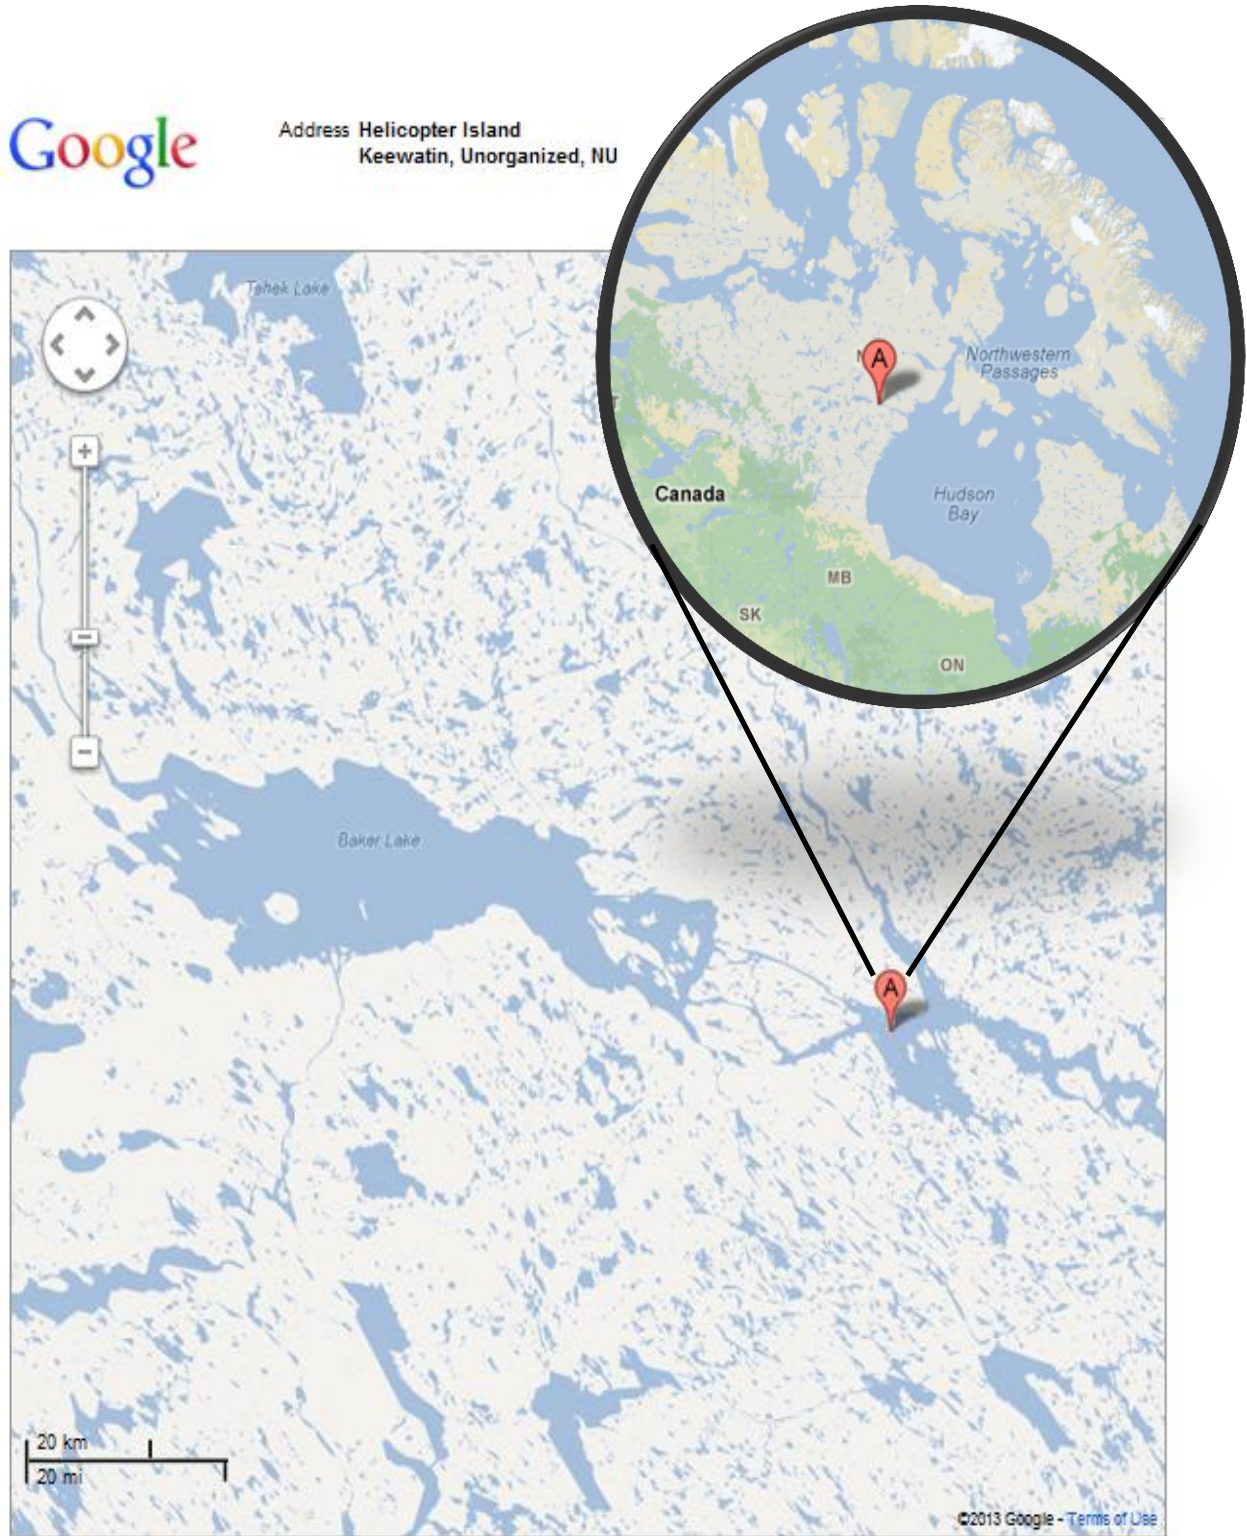 Google
Address Helicopter Island
Keewatin, Unorganized, NU
Tehek Lake
A
Northwestern
Passages
Canada
Hudson
Bay
MB
SK
ON
Baker Lake
A
20 km
20 mi
©2013 Google - Terms of Use